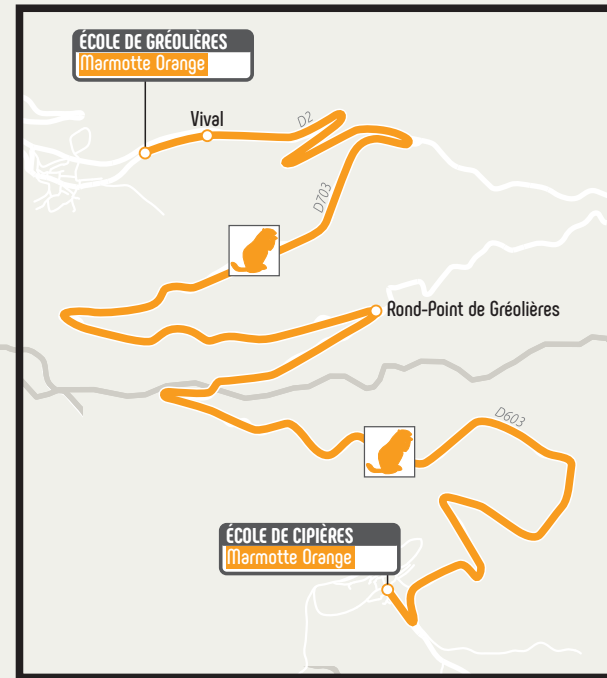 ÉCOLE DE GRÉOLIÈRES
Marmotte Orange
Vival
D2
D703
Rond-Point de Gréolières
D603
ÉCOLE DE CIPIÈRES
Marmotte Orange